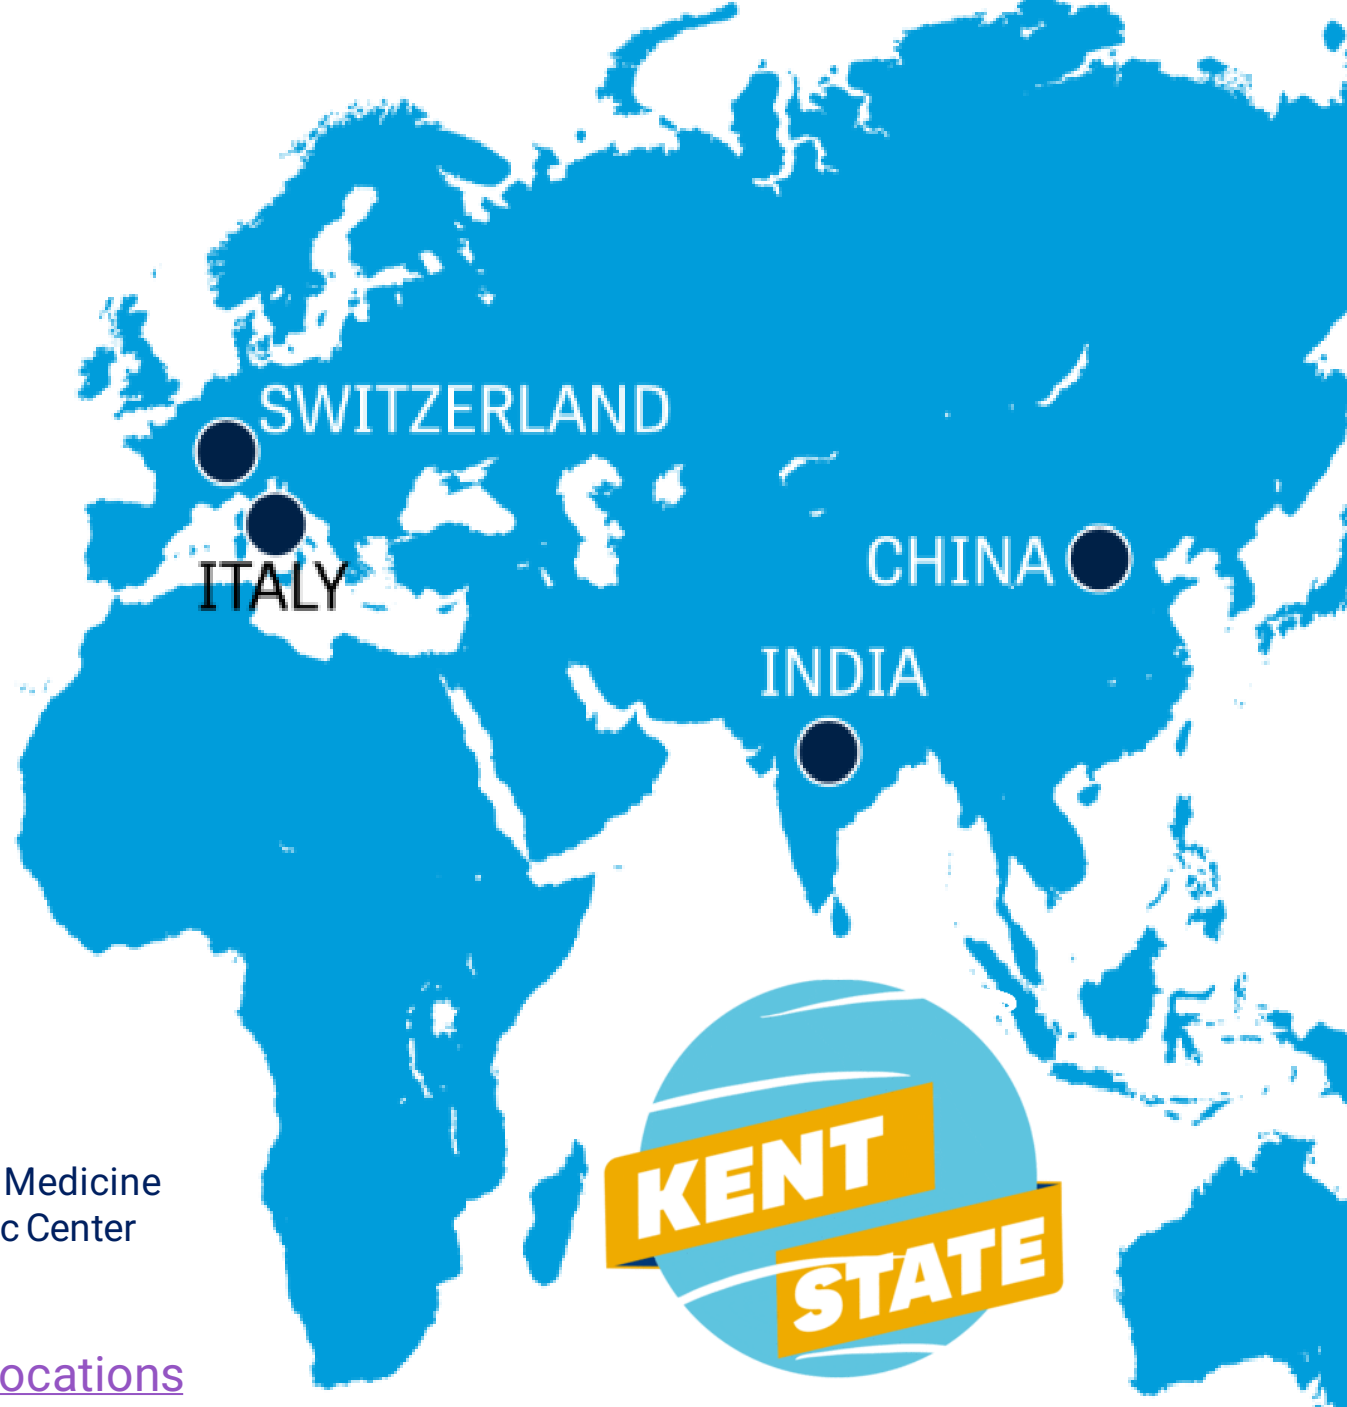 SWITZERLAND
ITALY
CHINA
INDIA
KENT
STATE
Medicine
c Center
ocations